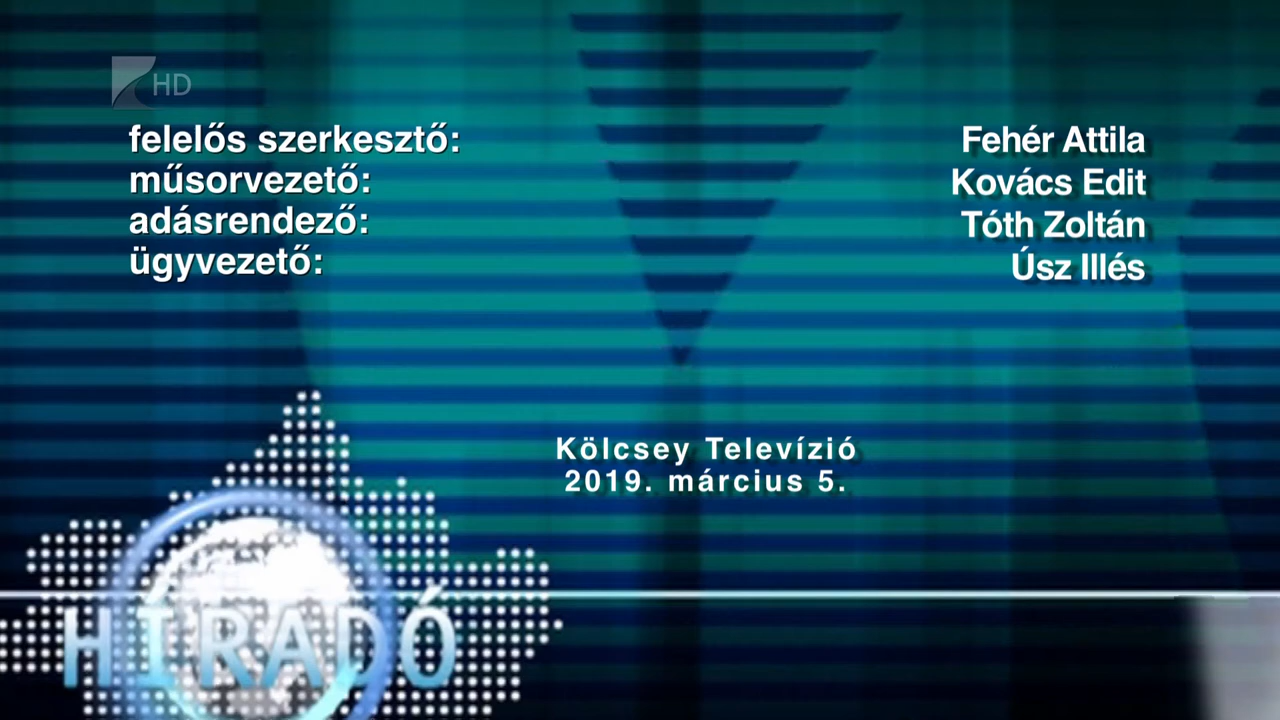 HD
felelős szerkesztő: Fehér Attila
műsorvezető: Kovács Edit
adásrendező: Tóth Zoltán
ügyvezető: Úsz Illés
Kölcsey Televízió
2019. március 5.
HÍRADÓ